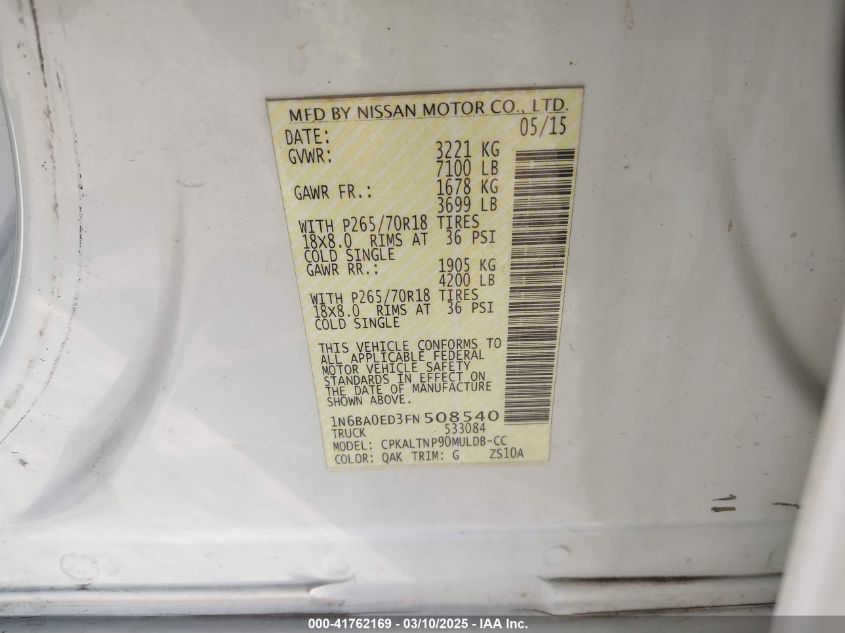 MFD BY NISSAN MOTOR CO., LTD.
DATE: 05/15
GVWR: 3221 KG
7100 LB
GAWR FR.: 1678 KG
3699 LB
WITH P265/70R18 TIRES
18X8.0 RIMS AT 36 PSI
COLD SINGLE
GAWR RR.: 1905 KG
4200 LB
WITH P265/70R18 TIRES
18X8.0 RIMS AT 36 PSI
COLD SINGLE
THIS VEHICLE CONFORMS TO
ALL APPLICABLE FEDERAL
MOTOR VEHICLE SAFETY
STANDARDS IN EFFECT ON
THE DATE OF MANUFACTURE
SHOWN ABOVE.
1N6BA0ED3FN508540
TRUCK 533084
MODEL: CPKALTNP90MULDB-CC
COLOR: QAK TRIM: G ZS10A
000-41762169 - 03/10/2025 - IAA Inc.